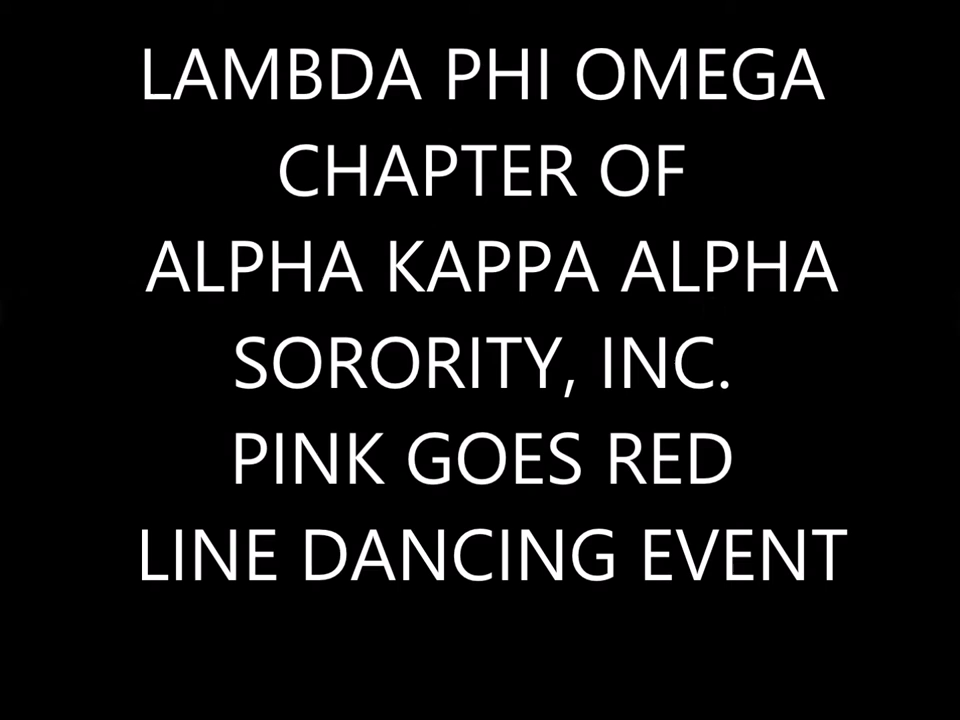 LAMBDA PHI OMEGA
CHAPTER OF
ALPHA KAPPA ALPHA
SORORITY, INC.
PINK GOES RED
LINE DANCING EVENT